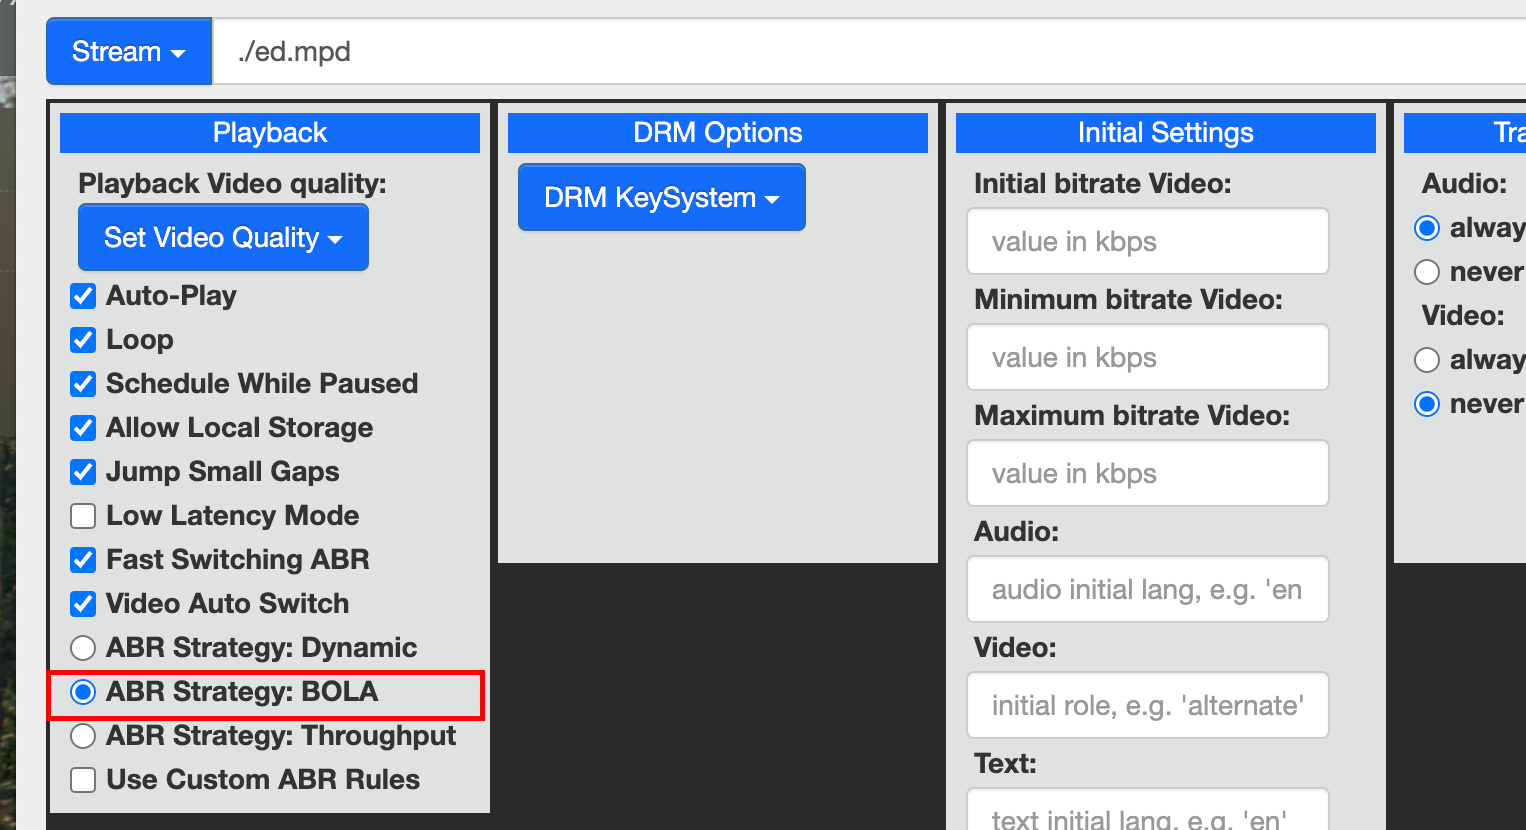 Stream
./ed.mpd
Playback
Playback Video quality:
Set Video Quality
Auto-Play
Loop
Schedule While Paused
Allow Local Storage
Jump Small Gaps
Low Latency Mode
Fast Switching ABR
Video Auto Switch
ABR Strategy: Dynamic
ABR Strategy: BOLA
ABR Strategy: Throughput
Use Custom ABR Rules
DRM Options
DRM KeySystem
Initial Settings
Initial bitrate Video:
value in kbps
Minimum bitrate Video:
value in kbps
Maximum bitrate Video:
value in kbps
Audio:
audio initial lang, e.g. 'en
Video:
initial role, e.g. 'alternate'
Text:
text initial lang, e.g. 'en'
Tra
Audio:
alway
never
Video:
alway
never